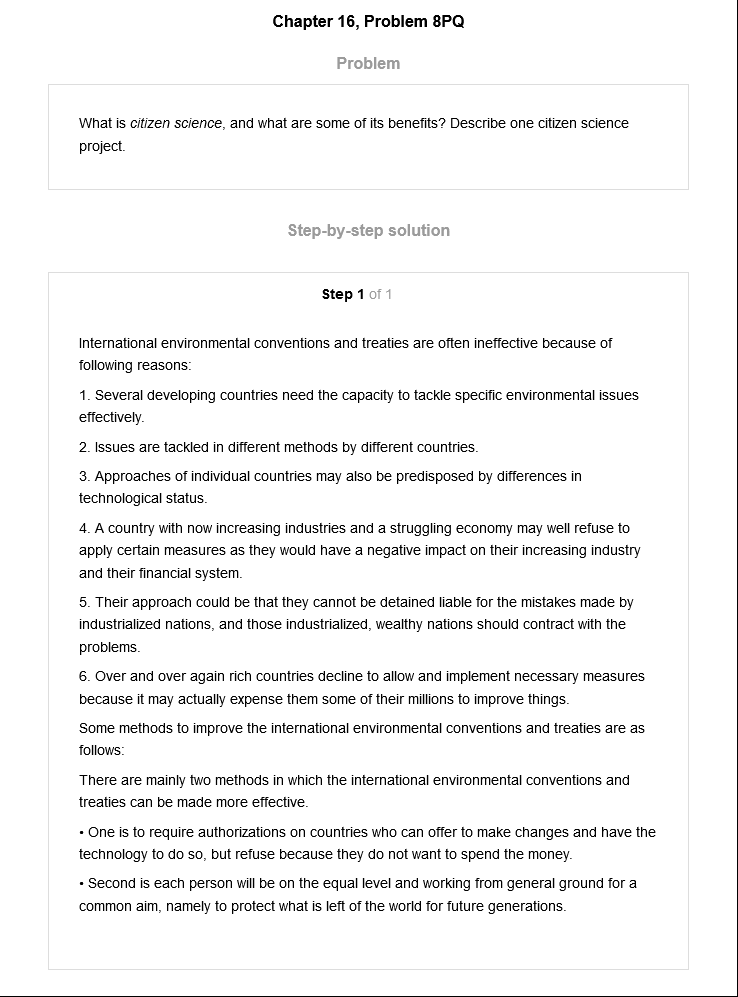 Chapter 16, Problem 8PQ
Problem
What is citizen science, and what are some of its benefits? Describe one citizen science
project.
Step-by-step solution
Step 1 of 1
International environmental conventions and treaties are often ineffective because of
following reasons:
1. Several developing countries need the capacity to tackle specific environmental issues
effectively.
2. Issues are tackled in different methods by different countries.
3. Approaches of individual countries may also be predisposed by differences in
technological status.
4. A country with now increasing industries and a struggling economy may well refuse to
apply certain measures as they would have a negative impact on their increasing industry
and their financial system.
5. Their approach could be that they cannot be detained liable for the mistakes made by
industrialized nations, and those industrialized, wealthy nations should contract with the
problems.
6. Over and over again rich countries decline to allow and implement necessary measures
because it may actually expense them some of their millions to improve things.
Some methods to improve the international environmental conventions and treaties are as
follows:
There are mainly two methods in which the international environmental conventions and
treaties can be made more effective.
• One is to require authorizations on countries who can offer to make changes and have the
technology to do so, but refuse because they do not want to spend the money.
• Second is each person will be on the equal level and working from general ground for a
common aim, namely to protect what is left of the world for future generations.